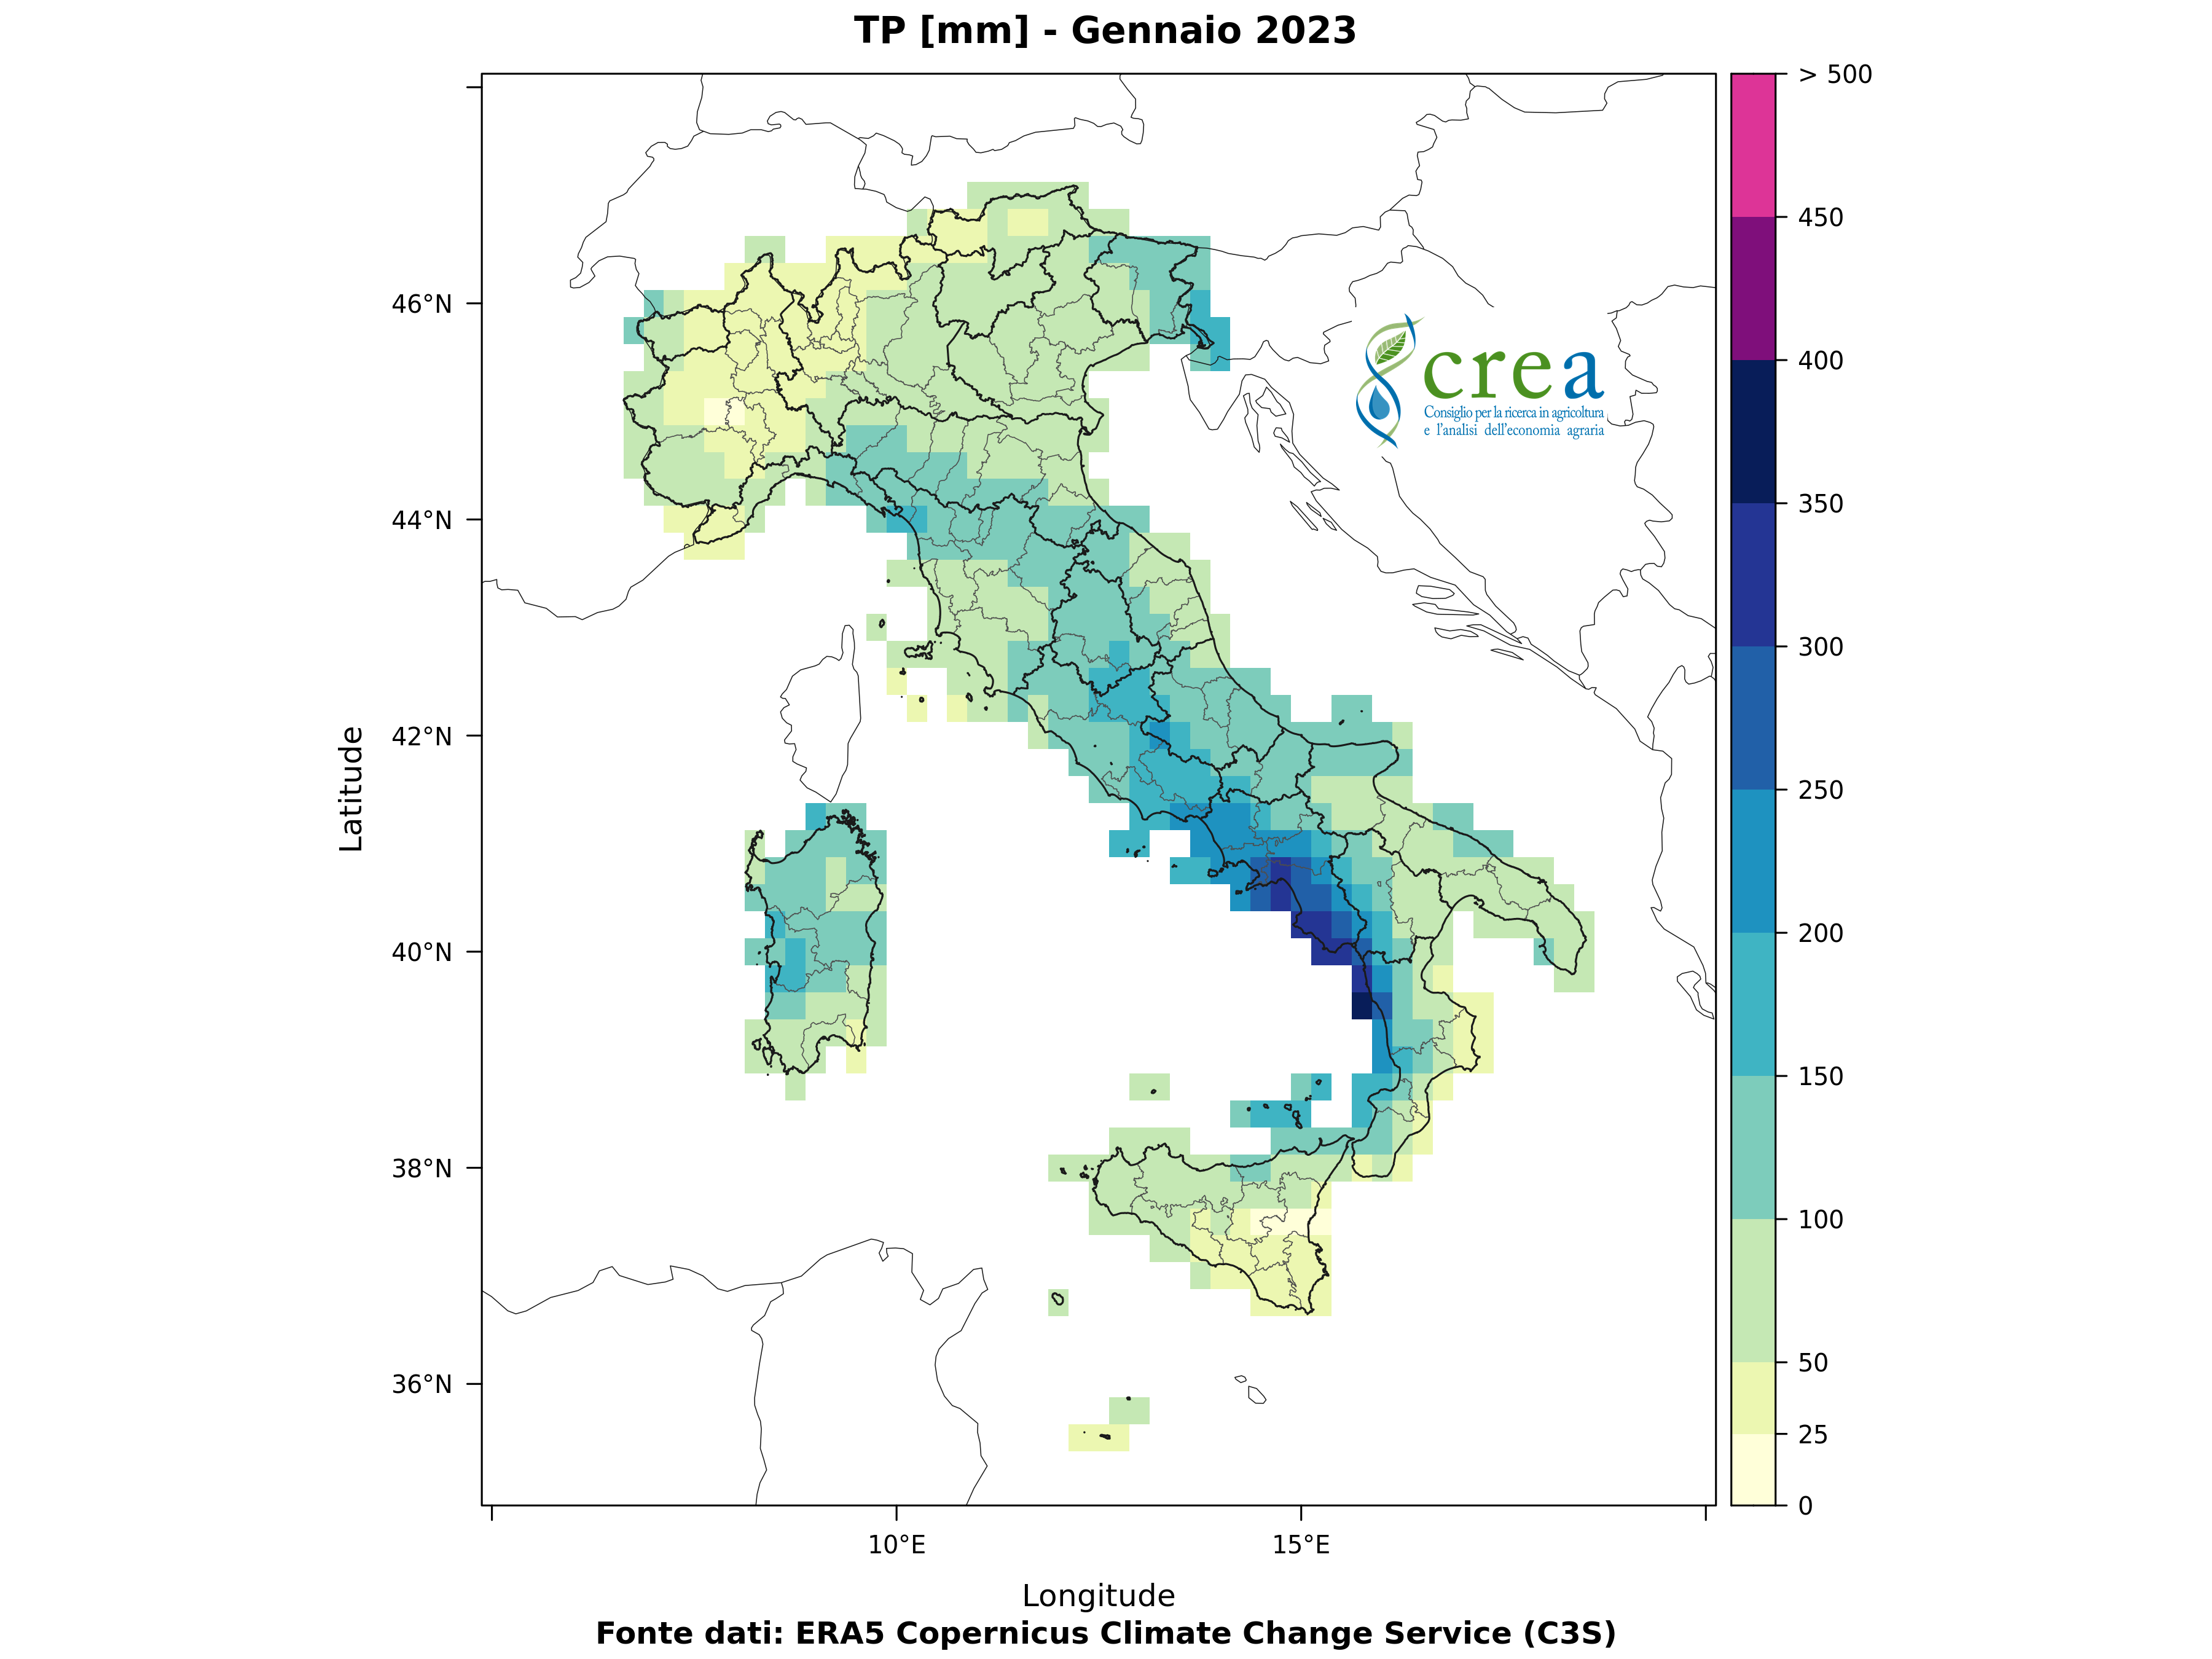 TP [mm] - Gennaio 2023
> 500
450
400
350
300
250
200
150
100
50
25
0
46°N
44°N
42°N
40°N
38°N
36°N
Latitude
crea
Consiglio per la ricerca in agricoltura
e l'analisi dell'economia agraria
10°E
15°E
Longitude
Fonte dati: ERA5 Copernicus Climate Change Service (C3S)